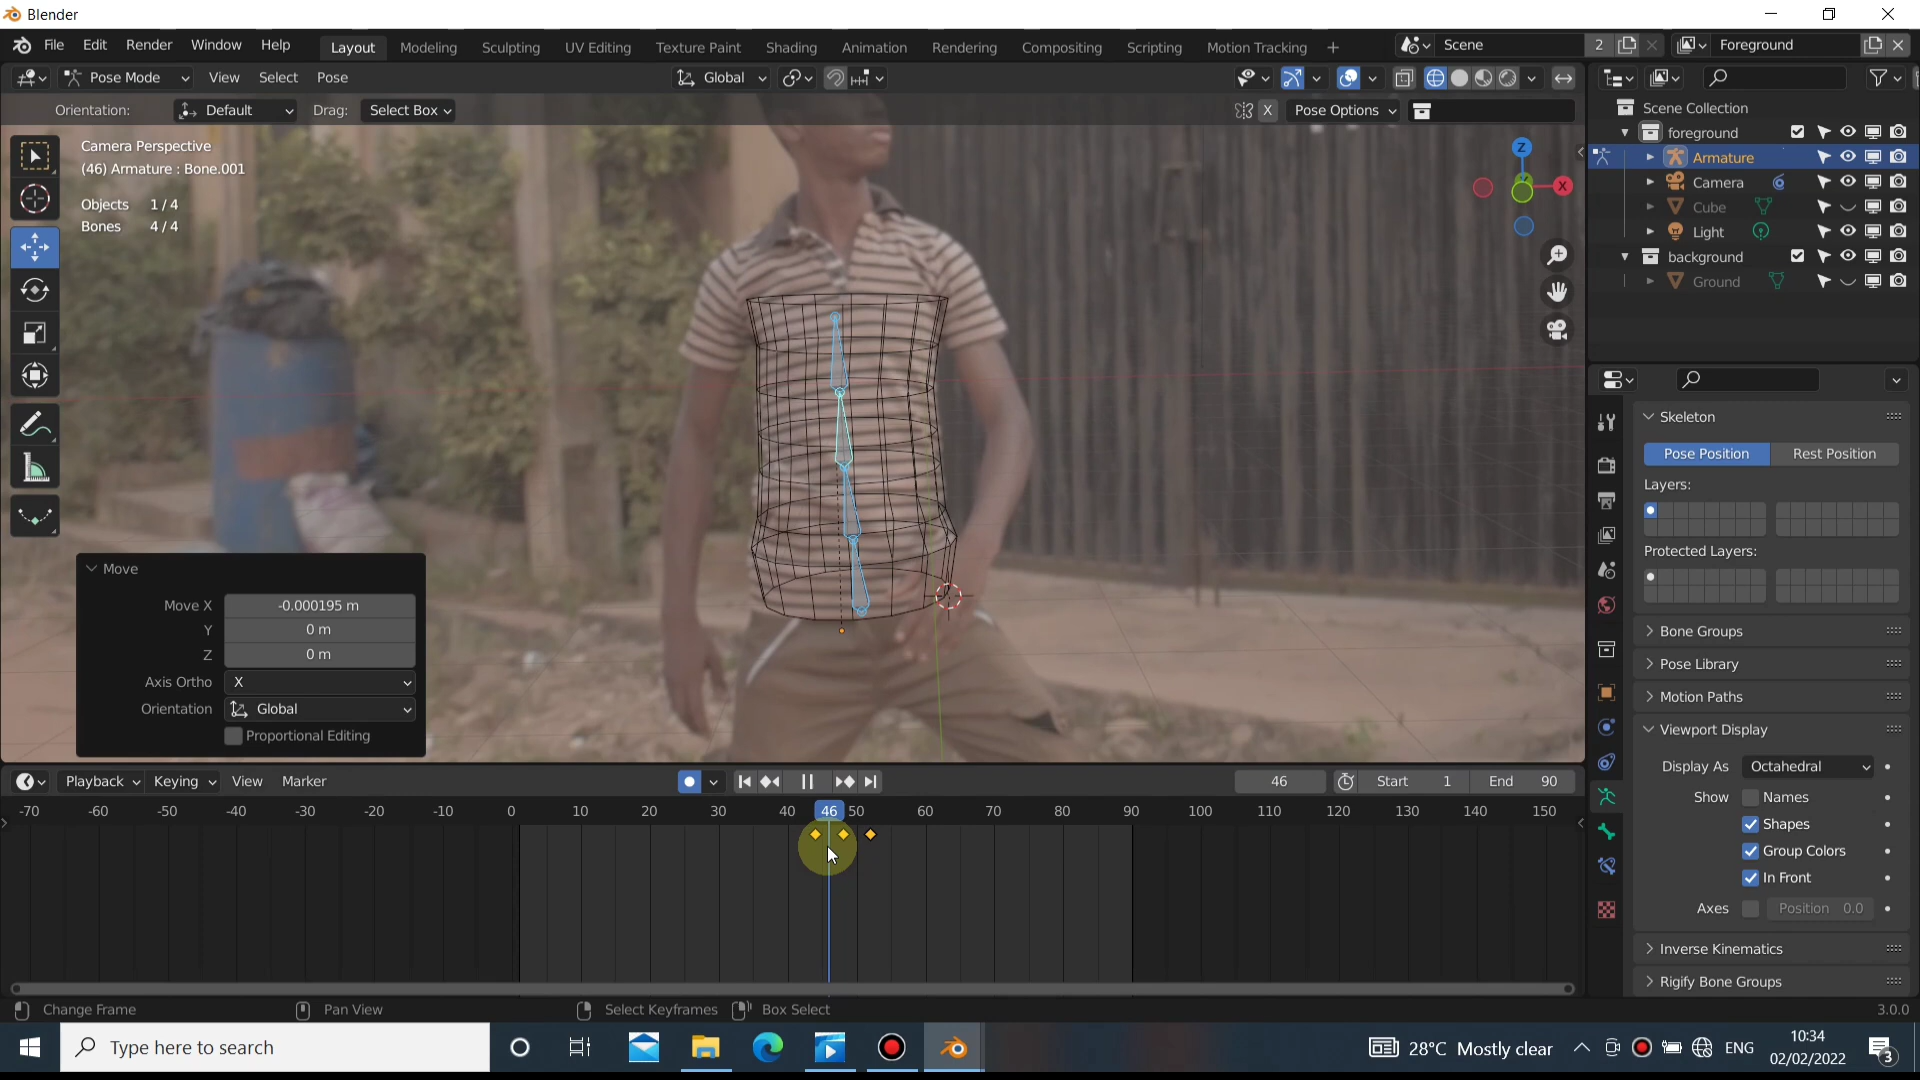 Blender
File Edit Render Window Help Layout Modeling Sculpting UV Editing Texture Paint Shading Animation Rendering Compositing Scripting Motion Tracking + Scene 2 Foreground
Pose Mode View Select Pose Global
Orientation: Default Drag: Select Box X Pose Options
Camera Perspective
(46) Armature : Bone.001
Objects 1/4
Bones 4/4
Z
X
Scene Collection
foreground
Armature
Camera
Cube
Light
background
Ground
Skeleton
Pose Position Rest Position
Layers:
Protected Layers:
Bone Groups
Pose Library
Motion Paths
Viewport Display
Display As Octahedral
Show Names
Shapes
Group Colors
In Front
Axes Position 0.0
Inverse Kinematics
Rigify Bone Groups
Move
Move X -0.000195 m
Y 0 m
Z 0 m
Axis Ortho X
Orientation Global
Proportional Editing
Playback Keying View Marker 46 Start 1 End 90
-70 -60 -50 -40 -30 -20 -10 0 10 20 30 40 46 50 60 70 80 90 100 110 120 130 140 150
Change Frame Pan View Select Keyframes Box Select 3.0.0
Type here to search 28°C Mostly clear ENG 10:34
02/02/2022
3